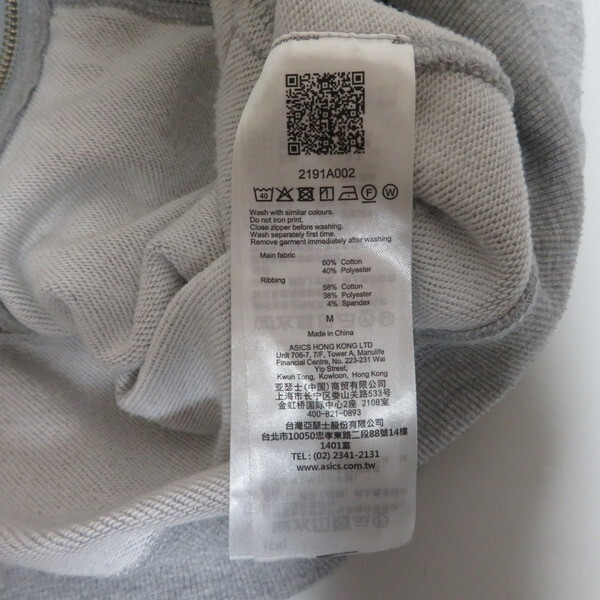 2191A002
40
F
W
Wash with similar colours.
Do not iron print.
Close zipper before washing.
Wash separately first time.
Remove garment immediately after washing.
Main fabric
60% Cotton
40% Polyester
Ribbing
58% Cotton
38% Polyester
4% Spandex
M
Made in China
ASICS HONG KONG LTD
Unit 706-7, 7/F, Tower A, Manulife
Financial Centre, No. 223-231 Wai
Yip Street,
Kwun Tong, Kowloon, Hong Kong
亚瑟士(中国)商贸有限公司
上海市长宁区娄山关路533号
金虹桥国际中心2座 2108室
400-821-0893
台灣亞瑟士股份有限公司
台北市10050忠孝東路二段88號14樓
1401室
TEL : (02) 2341-2131
www.asics.com.tw